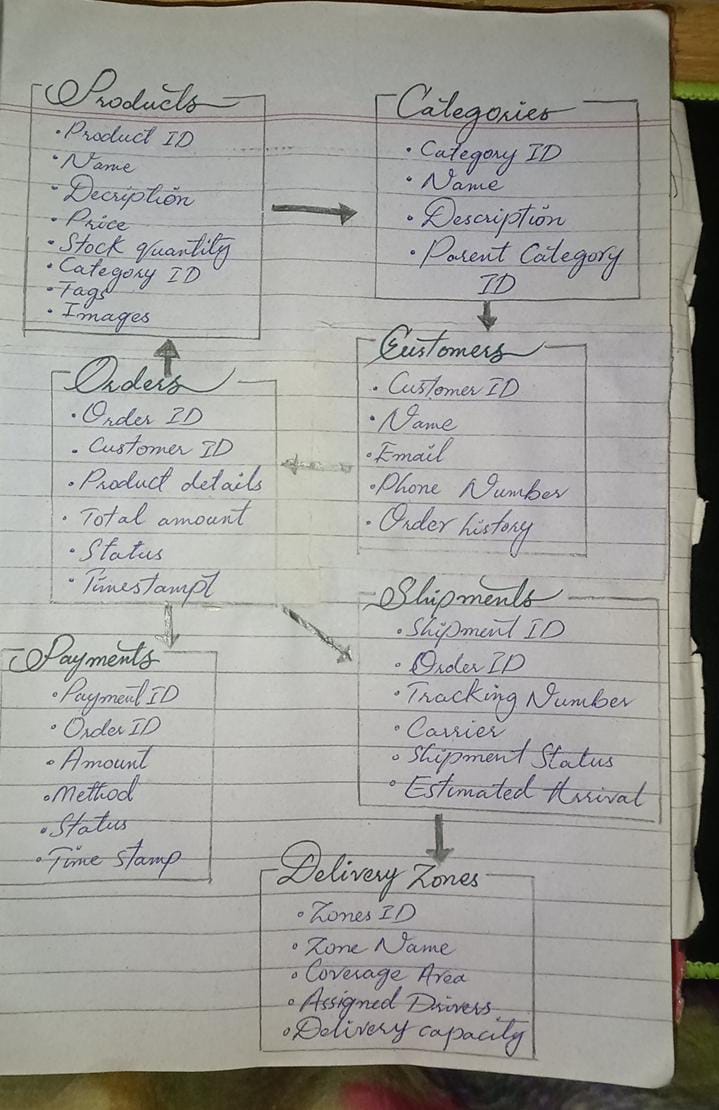 Products
• Product ID
• Name
• Decription
• Price
• Stock quantity
• Category ID
• Tags
• Images
Categories
• Category ID
• Name
• Description
• Parent Category
ID
Customers
• Customer ID
• Name
• Email
• Phone Number
• Order history
Orders
• Order ID
• Customer ID
• Product details
• Total amount
• Status
• Timestampt
Shipments
• Shipment ID
• Order ID
• Tracking Number
• Carrier
• Shipment Status
• Estimated Arrival
Payments
• Payment ID
• Order ID
• Amount
• Method
• Status
• Time stamp
Delivery Zones
• Zones ID
• Zone Name
• Coverage Area
• Assigned Drivers
• Delivery capacity